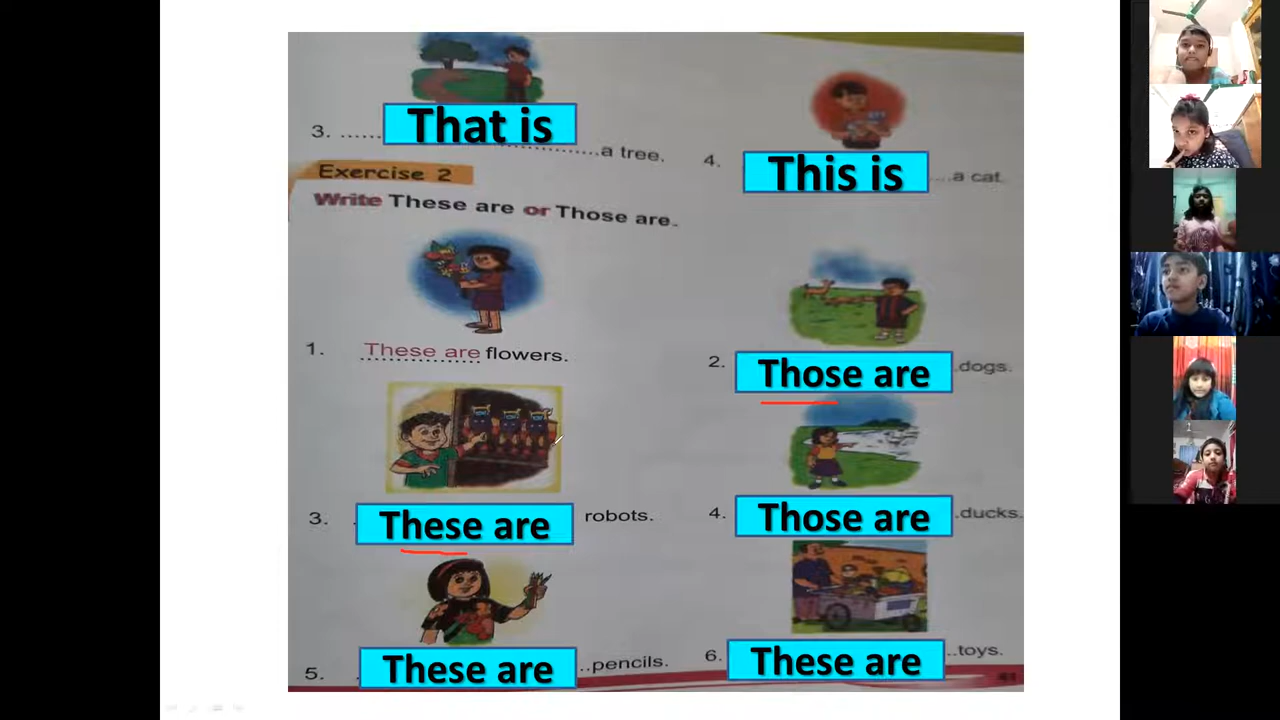 That is
3. ...... ...............a tree.
This is
4. ....a cat.
Exercise 2
Write These are or Those are.
1. These are flowers.
2. Those are .dogs.
3. . These are robots.
4. Those are .ducks.
5. . These are ..pencils.
6. These are ..toys.